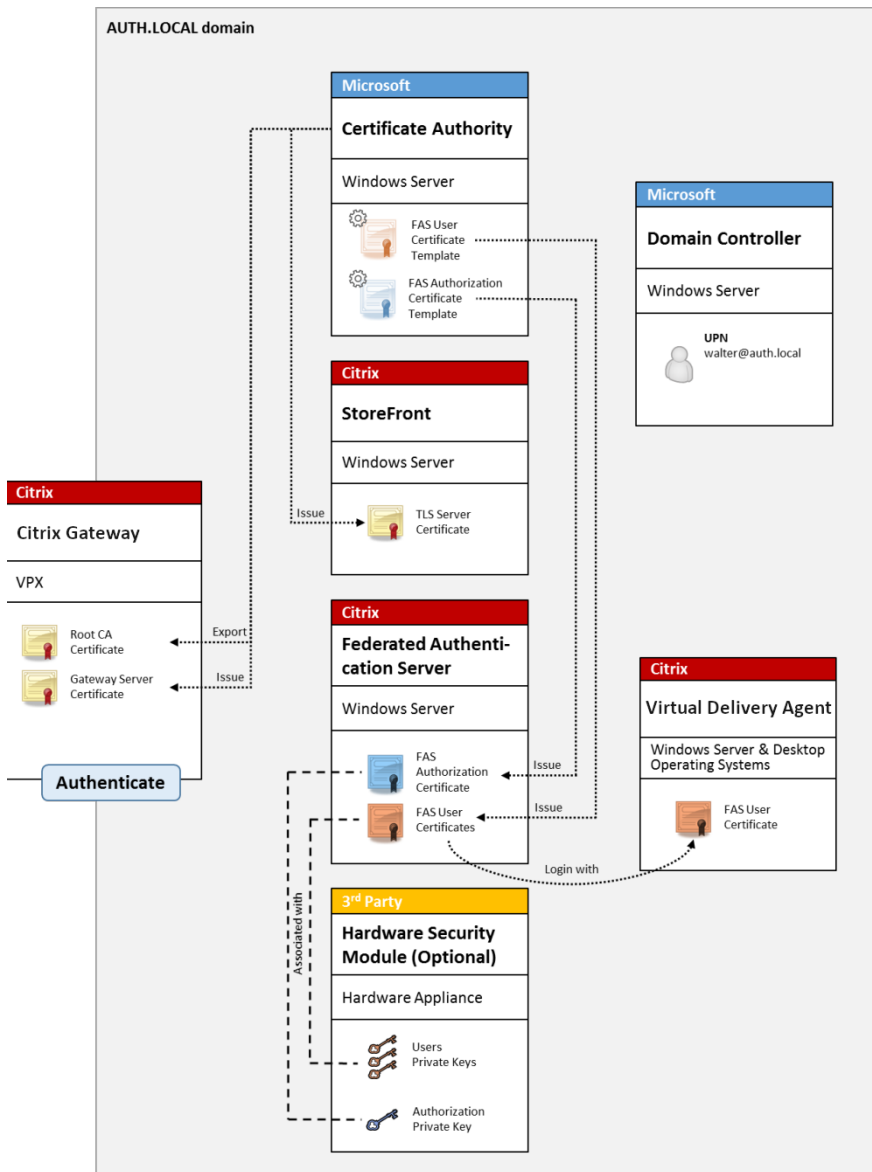 AUTH.LOCAL domain
Microsoft
Certificate Authority
Windows Server
FAS User
Certificate
Template
FAS Authorization
Certificate
Template
Microsoft
Domain Controller
Windows Server
UPN
walter@auth.local
Citrix
StoreFront
Windows Server
Issue
TLS Server
Certificate
Citrix
Citrix Gateway
VPX
Root CA
Certificate
Export
Gateway Server
Certificate
Issue
Authenticate
Citrix
Federated Authenti-
cation Server
Windows Server
FAS
Authorization
Certificate
Issue
FAS User
Certificates
Issue
Citrix
Virtual Delivery Agent
Windows Server & Desktop
Operating Systems
FAS User
Certificate
Login with
Associated with
3rd Party
Hardware Security
Module (Optional)
Hardware Appliance
Users
Private Keys
Authorization
Private Key